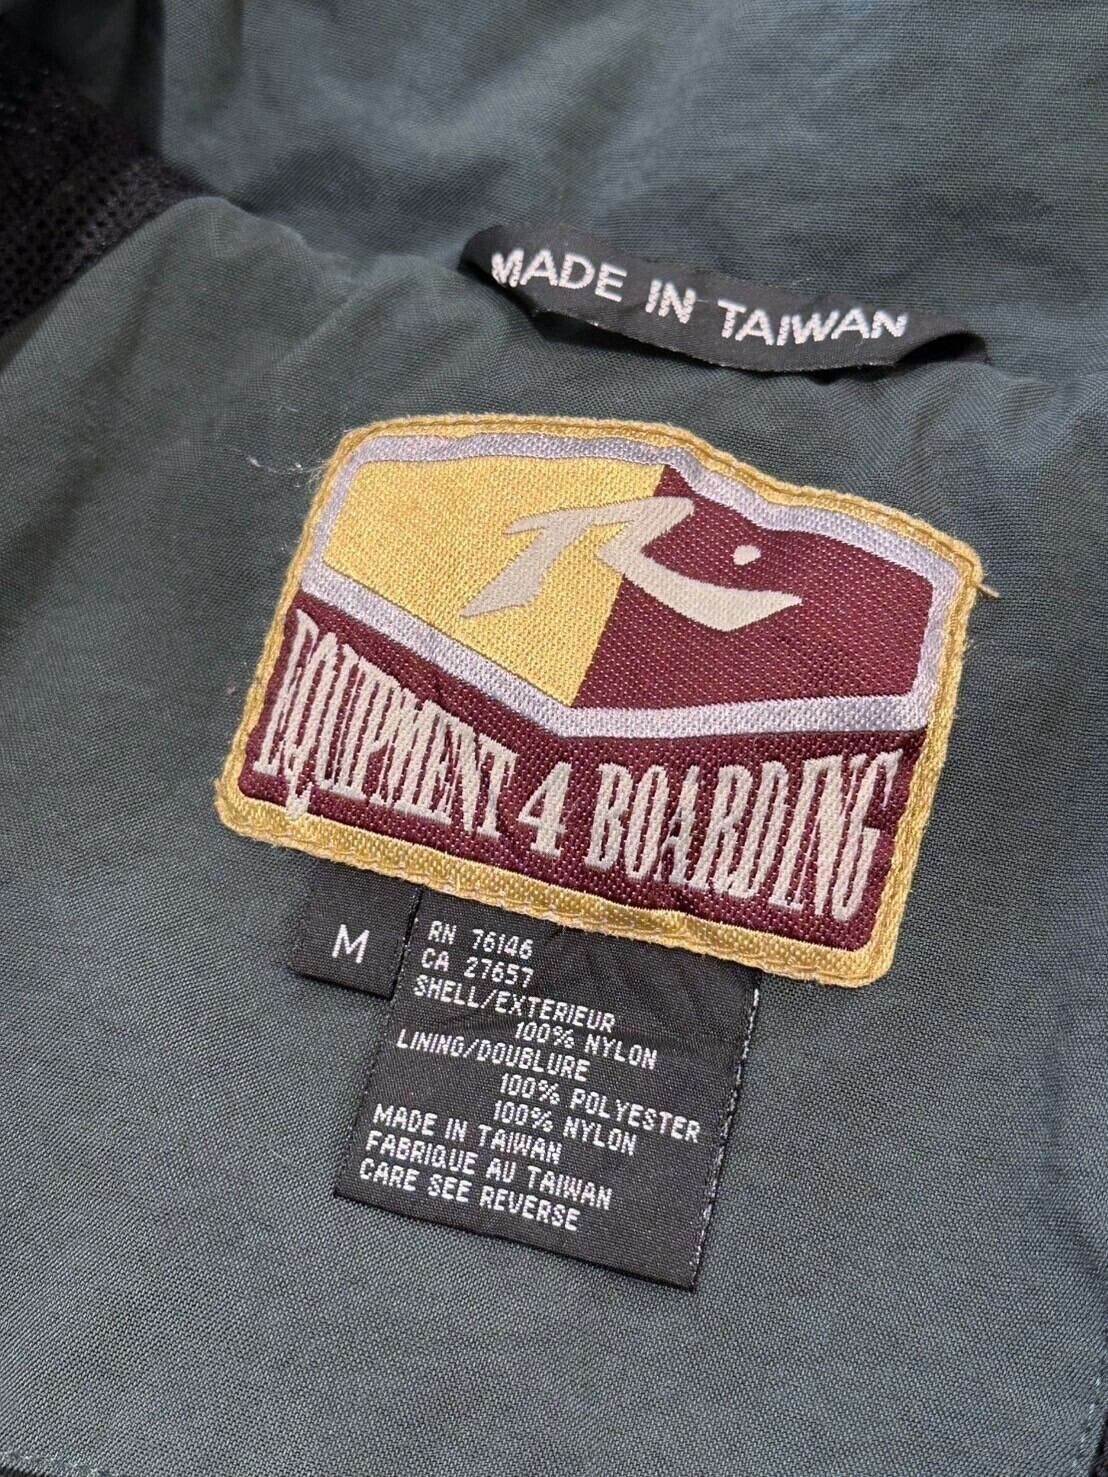 MADE IN TAIWAN
R.
EQUIPMENT 4 BOARDING
M
RN 76146
CA 27657
SHELL/EXTERIEUR
100% NYLON
LINING/DOUBLURE
100% POLYESTER
100% NYLON
MADE IN TAIWAN
FABRIQUE AU TAIWAN
CARE SEE REVERSE